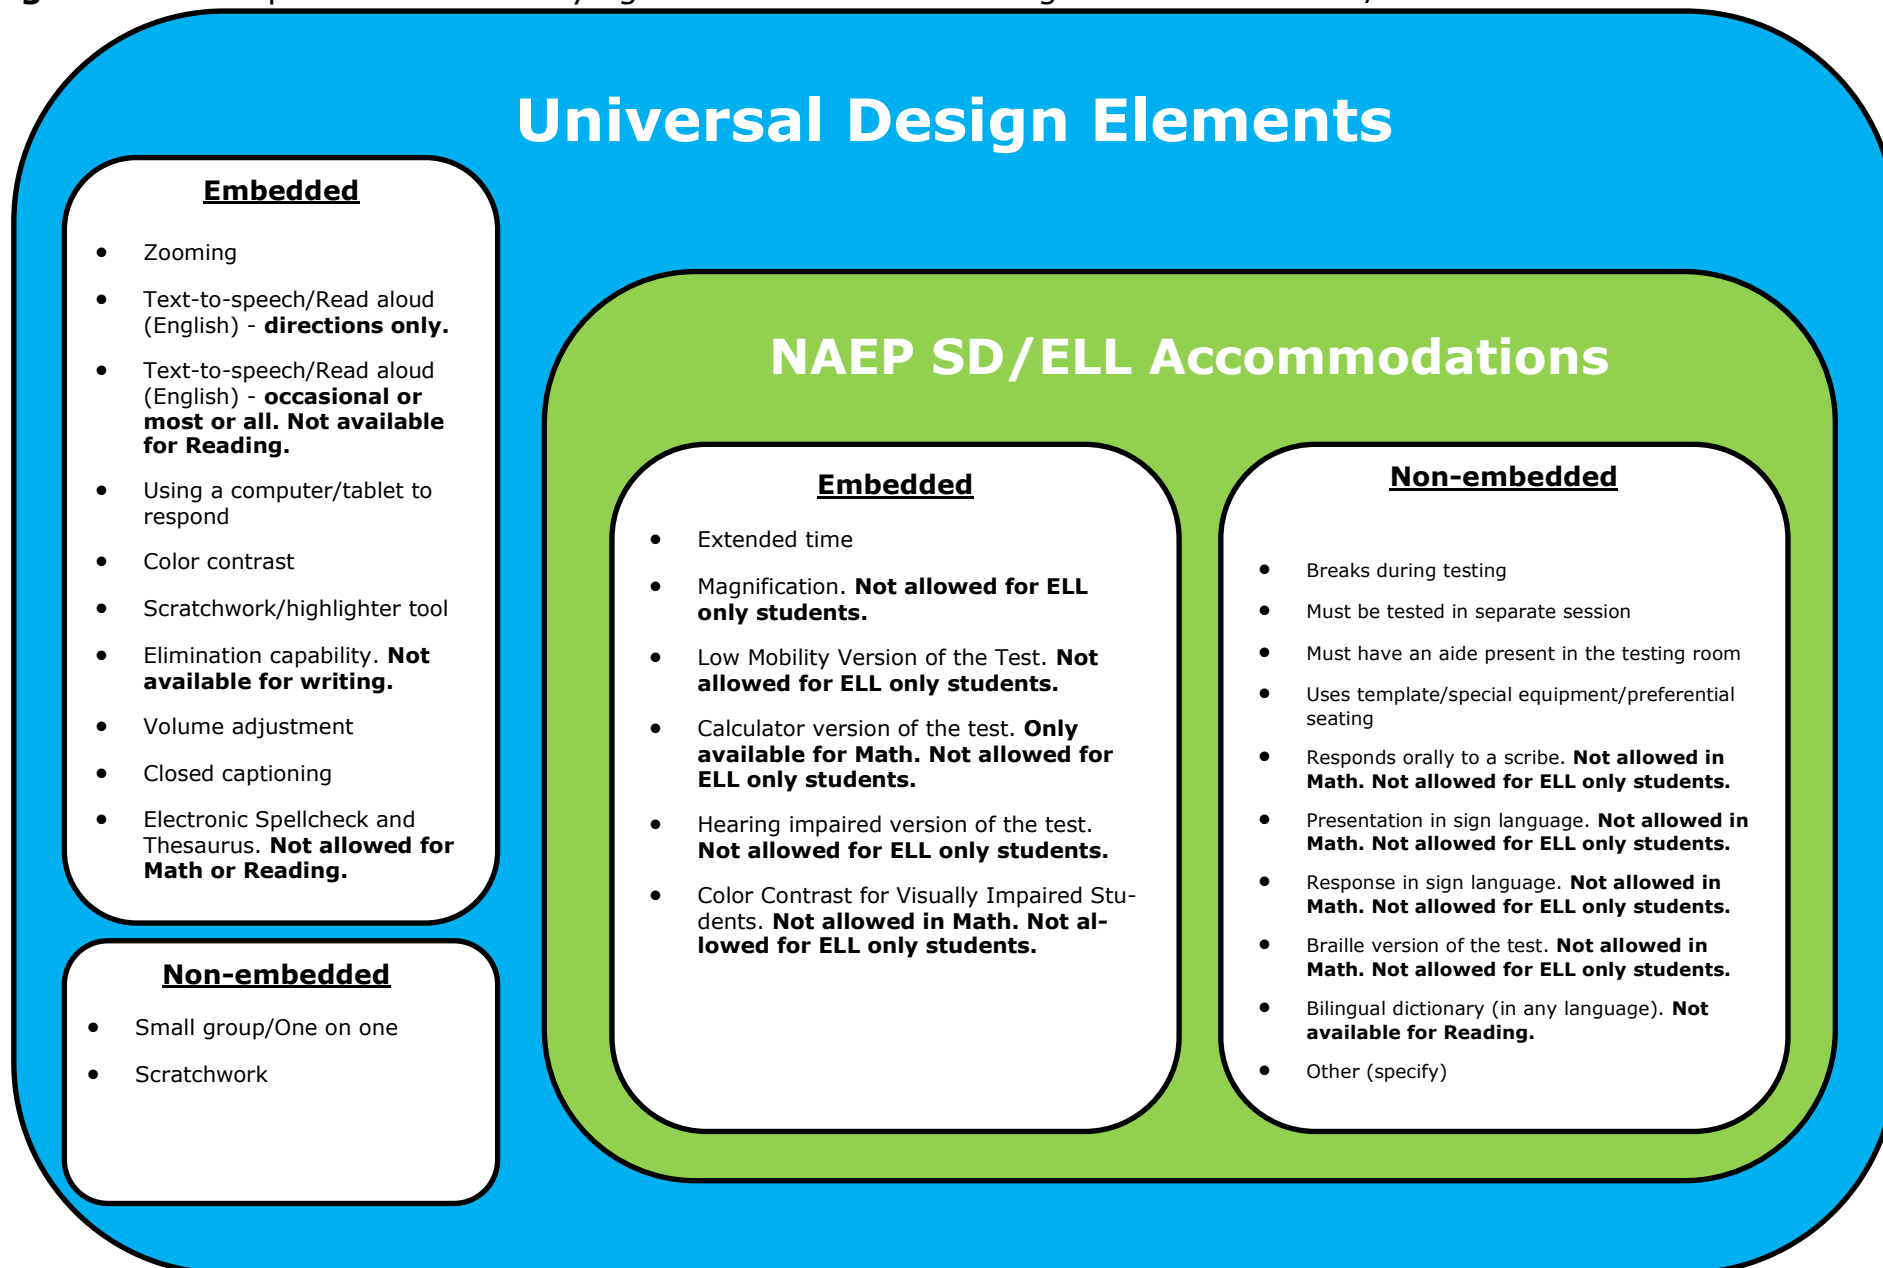 Universal Design Elements
Embedded
• Zooming
• Text-to-speech/Read aloud
(English) - directions only.
• Text-to-speech/Read aloud
(English) - occasional or
most or all. Not available
for Reading.
• Using a computer/tablet to
respond
• Color contrast
• Scratchwork/highlighter tool
• Elimination capability. Not
available for writing.
• Volume adjustment
• Closed captioning
• Electronic Spellcheck and
Thesaurus. Not allowed for
Math or Reading.
Non-embedded
• Small group/One on one
• Scratchwork
NAEP SD/ELL Accommodations
Embedded
• Extended time
• Magnification. Not allowed for ELL
only students.
• Low Mobility Version of the Test. Not
allowed for ELL only students.
• Calculator version of the test. Only
available for Math. Not allowed for
ELL only students.
• Hearing impaired version of the test.
Not allowed for ELL only students.
• Color Contrast for Visually Impaired Stu-
dents. Not allowed in Math. Not al-
lowed for ELL only students.
Non-embedded
• Breaks during testing
• Must be tested in separate session
• Must have an aide present in the testing room
• Uses template/special equipment/preferential
seating
• Responds orally to a scribe. Not allowed in
Math. Not allowed for ELL only students.
• Presentation in sign language. Not allowed in
Math. Not allowed for ELL only students.
• Response in sign language. Not allowed in
Math. Not allowed for ELL only students.
• Braille version of the test. Not allowed in
Math. Not allowed for ELL only students.
• Bilingual dictionary (in any language). Not
available for Reading.
• Other (specify)